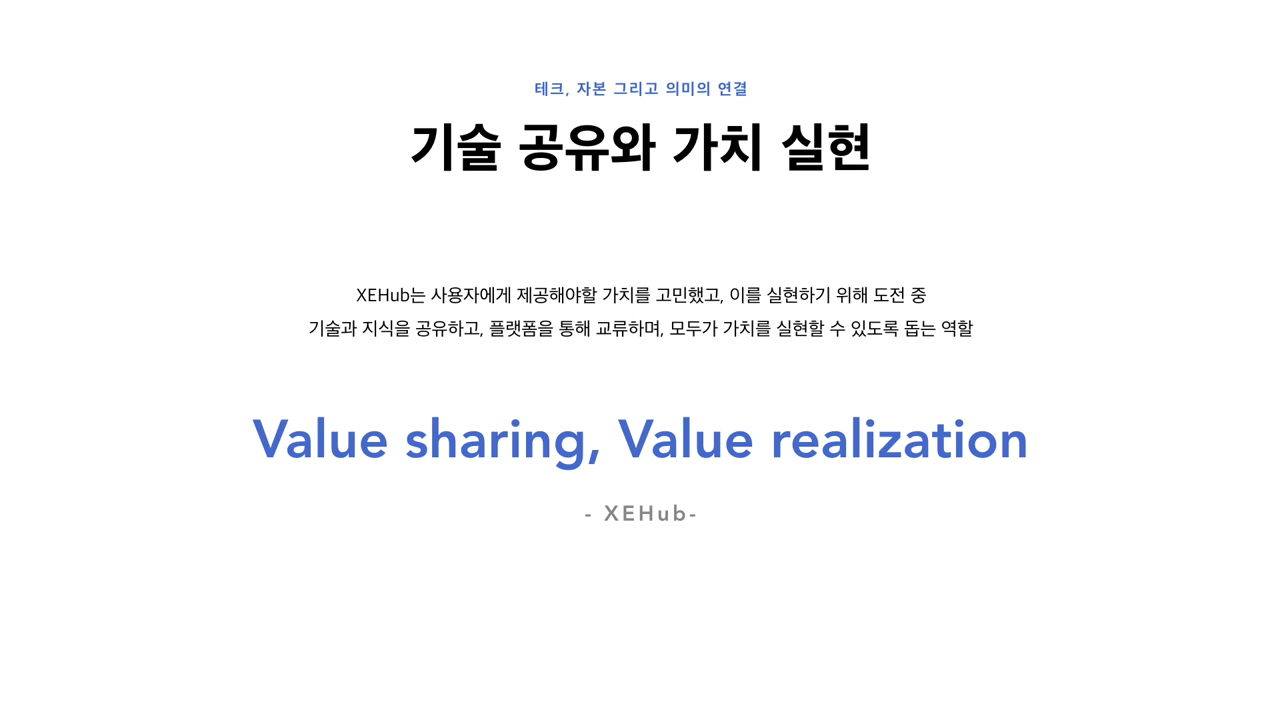 테크, 자본 그리고 의미의 연결
기술 공유와 가치 실현
XEHub는 사용자에게 제공해야할 가치를 고민했고, 이를 실현하기 위해 도전 중
기술과 지식을 공유하고, 플랫폼을 통해 교류하며, 모두가 가치를 실현할 수 있도록 돕는 역할
Value sharing, Value realization
- XEHub-